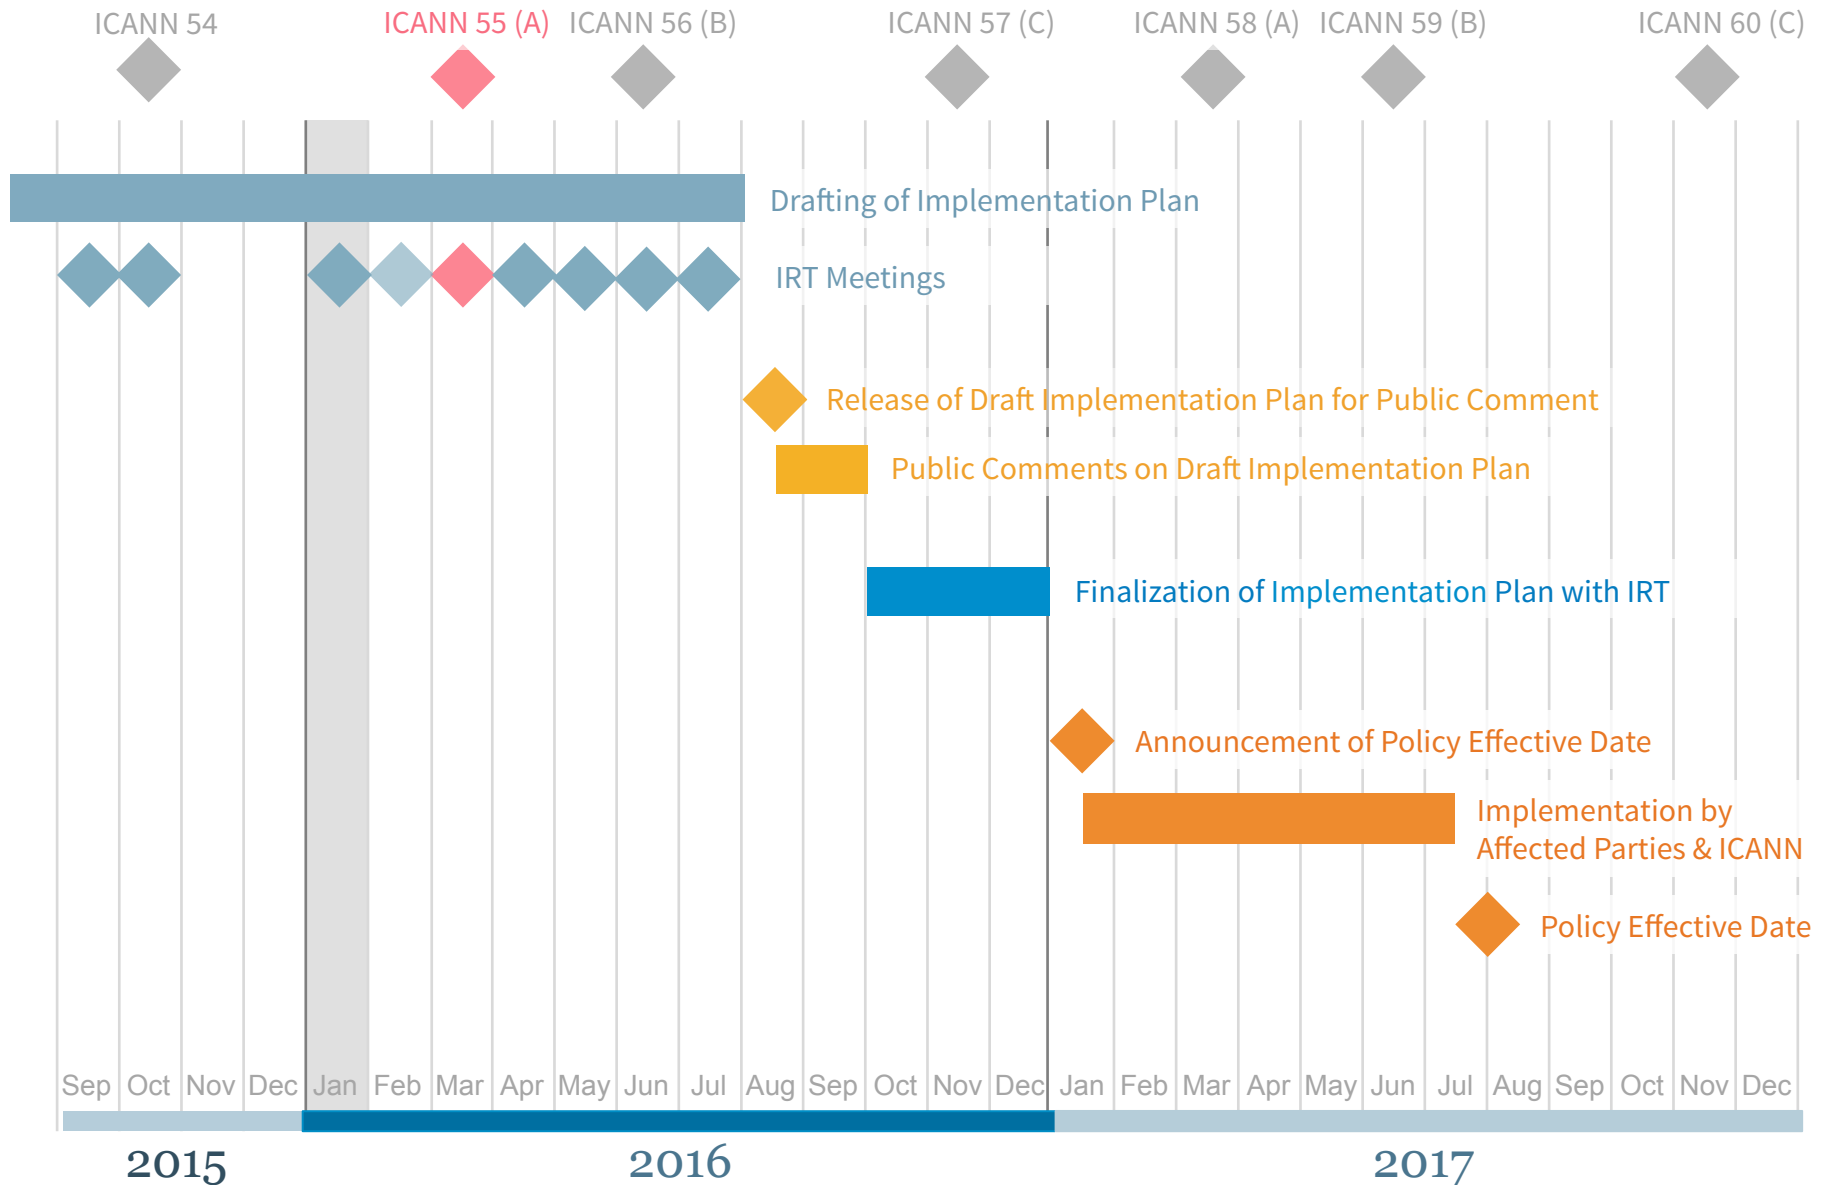 ICANN 54
ICANN 55 (A)
ICANN 56 (B)
ICANN 57 (C)
ICANN 58 (A)
ICANN 59 (B)
ICANN 60 (C)
Drafting of Implementation Plan
IRT Meetings
Release of Draft Implementation Plan for Public Comment
Public Comments on Draft Implementation Plan
Finalization of Implementation Plan with IRT
Announcement of Policy Effective Date
Implementation by
Affected Parties & ICANN
Policy Effective Date
Sep Oct Nov Dec Jan Feb Mar Apr May Jun Jul Aug Sep Oct Nov Dec Jan Feb Mar Apr May Jun Jul Aug Sep Oct Nov Dec
2015 2016 2017